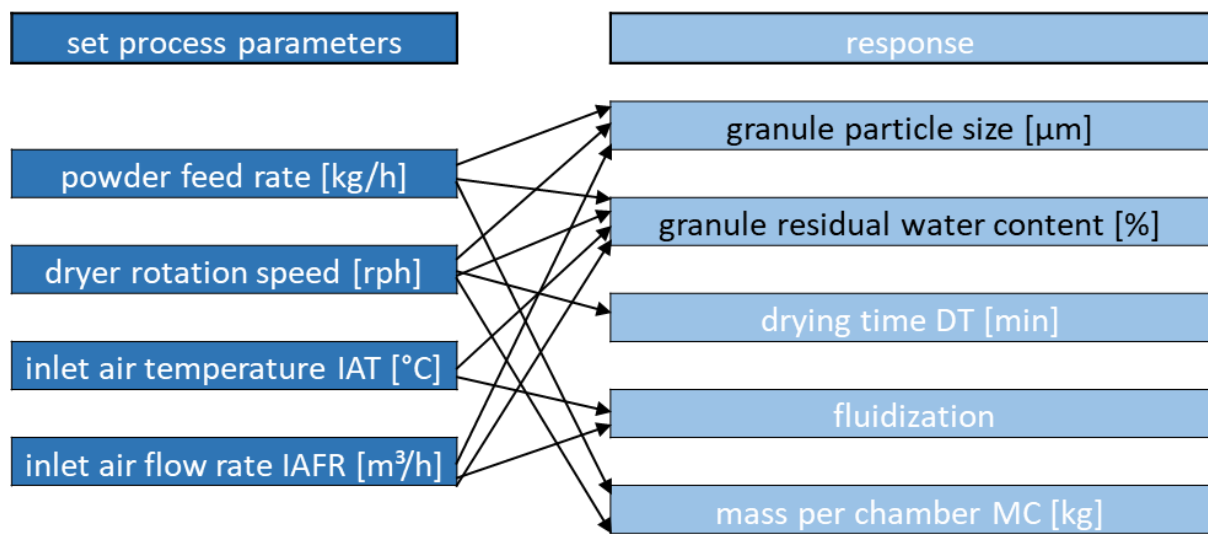 set process parameters
response
powder feed rate [kg/h]
dryer rotation speed [rph]
inlet air temperature IAT [°C]
inlet air flow rate IAFR [m³/h]
granule particle size [µm]
granule residual water content [%]
drying time DT [min]
fluidization
mass per chamber MC [kg]